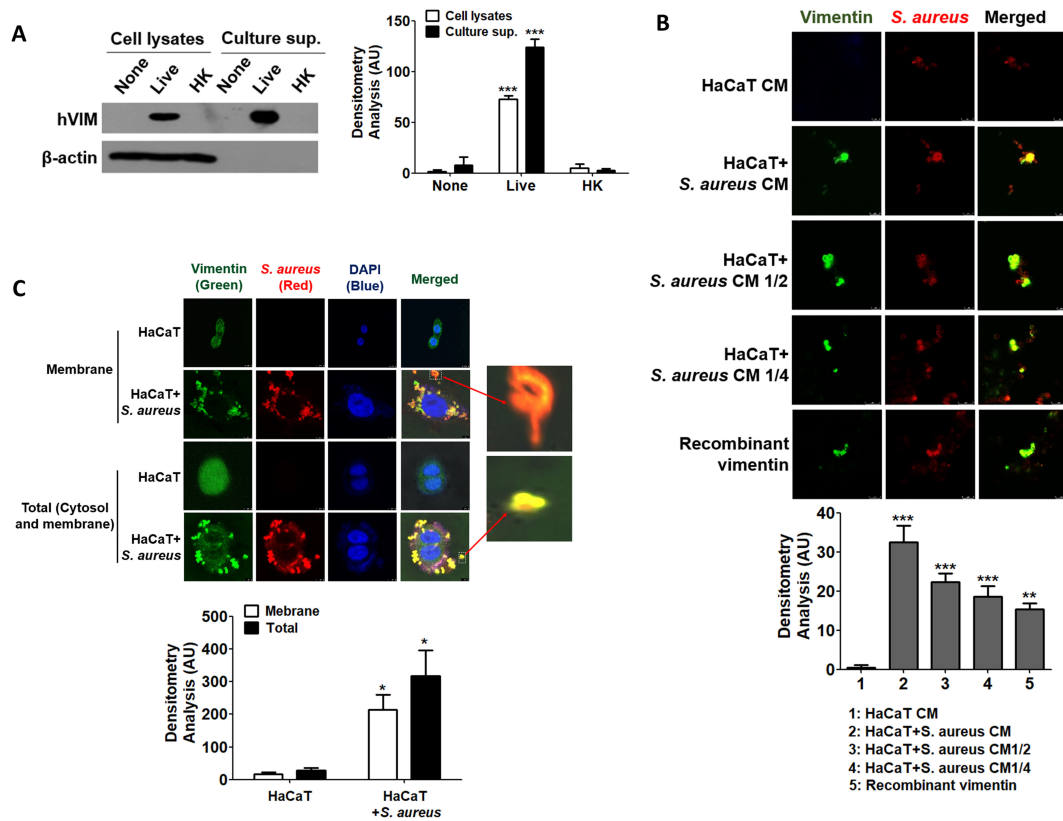 A
Cell lysates Culture sup.
None Live HK None Live HK
hVIM
β-actin
Densitometry
Analysis (AU)
Cell lysates
Culture sup.
150
100
50
0
***
***
None Live HK
B
Vimentin S. aureus Merged
HaCaT CM
HaCaT+
S. aureus CM
HaCaT+
S. aureus CM 1/2
HaCaT+
S. aureus CM 1/4
Recombinant
vimentin
Densitometry
Analysis (AU)
40
30
20
10
0
***
***
***
**
1 2 3 4 5
1: HaCaT CM
2: HaCaT+S. aureus CM
3: HaCaT+S. aureus CM1/2
4: HaCaT+S. aureus CM1/4
5: Recombinant vimentin
C
Vimentin
(Green)
S. aureus
(Red)
DAPI
(Blue)
Merged
Membrane
HaCaT
HaCaT+
S. aureus
Total (Cytosol
and membrane)
HaCaT
HaCaT+
S. aureus
Densitometry
Analysis (AU)
Mebrane
Total
500
400
300
200
100
0
*
*
HaCaT
HaCaT
+S. aureus